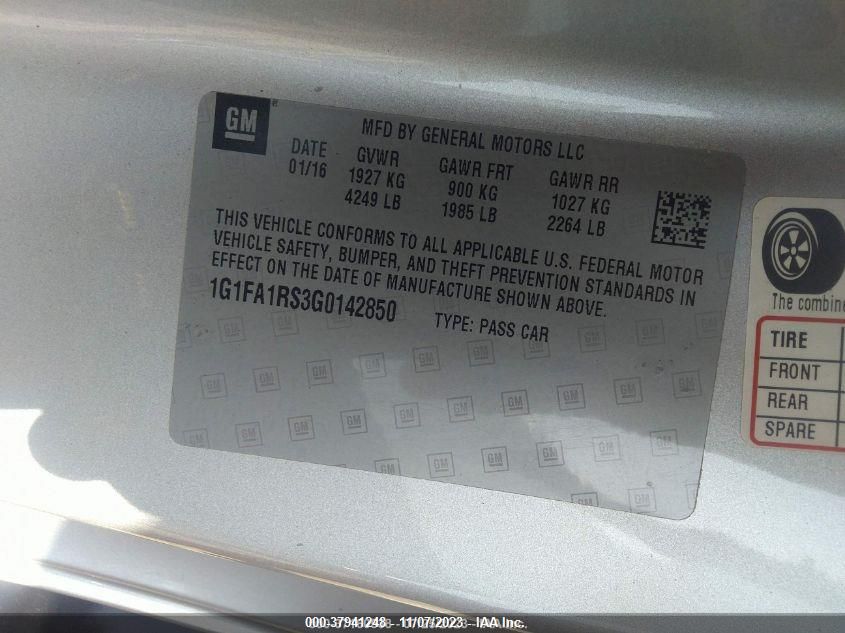 GM
MFD BY GENERAL MOTORS LLC
DATE GVWR GAWR FRT GAWR RR
01/16 1927 KG 900 KG 1027 KG
4249 LB 1985 LB 2264 LB
THIS VEHICLE CONFORMS TO ALL APPLICABLE U.S. FEDERAL MOTOR
VEHICLE SAFETY, BUMPER, AND THEFT PREVENTION STANDARDS IN
EFFECT ON THE DATE OF MANUFACTURE SHOWN ABOVE.
1G1FA1RS3G0142850 TYPE: PASS CAR
The combine
TIRE
FRONT
REAR
SPARE
000-37941248 - 11/07/2023 - IAA Inc.